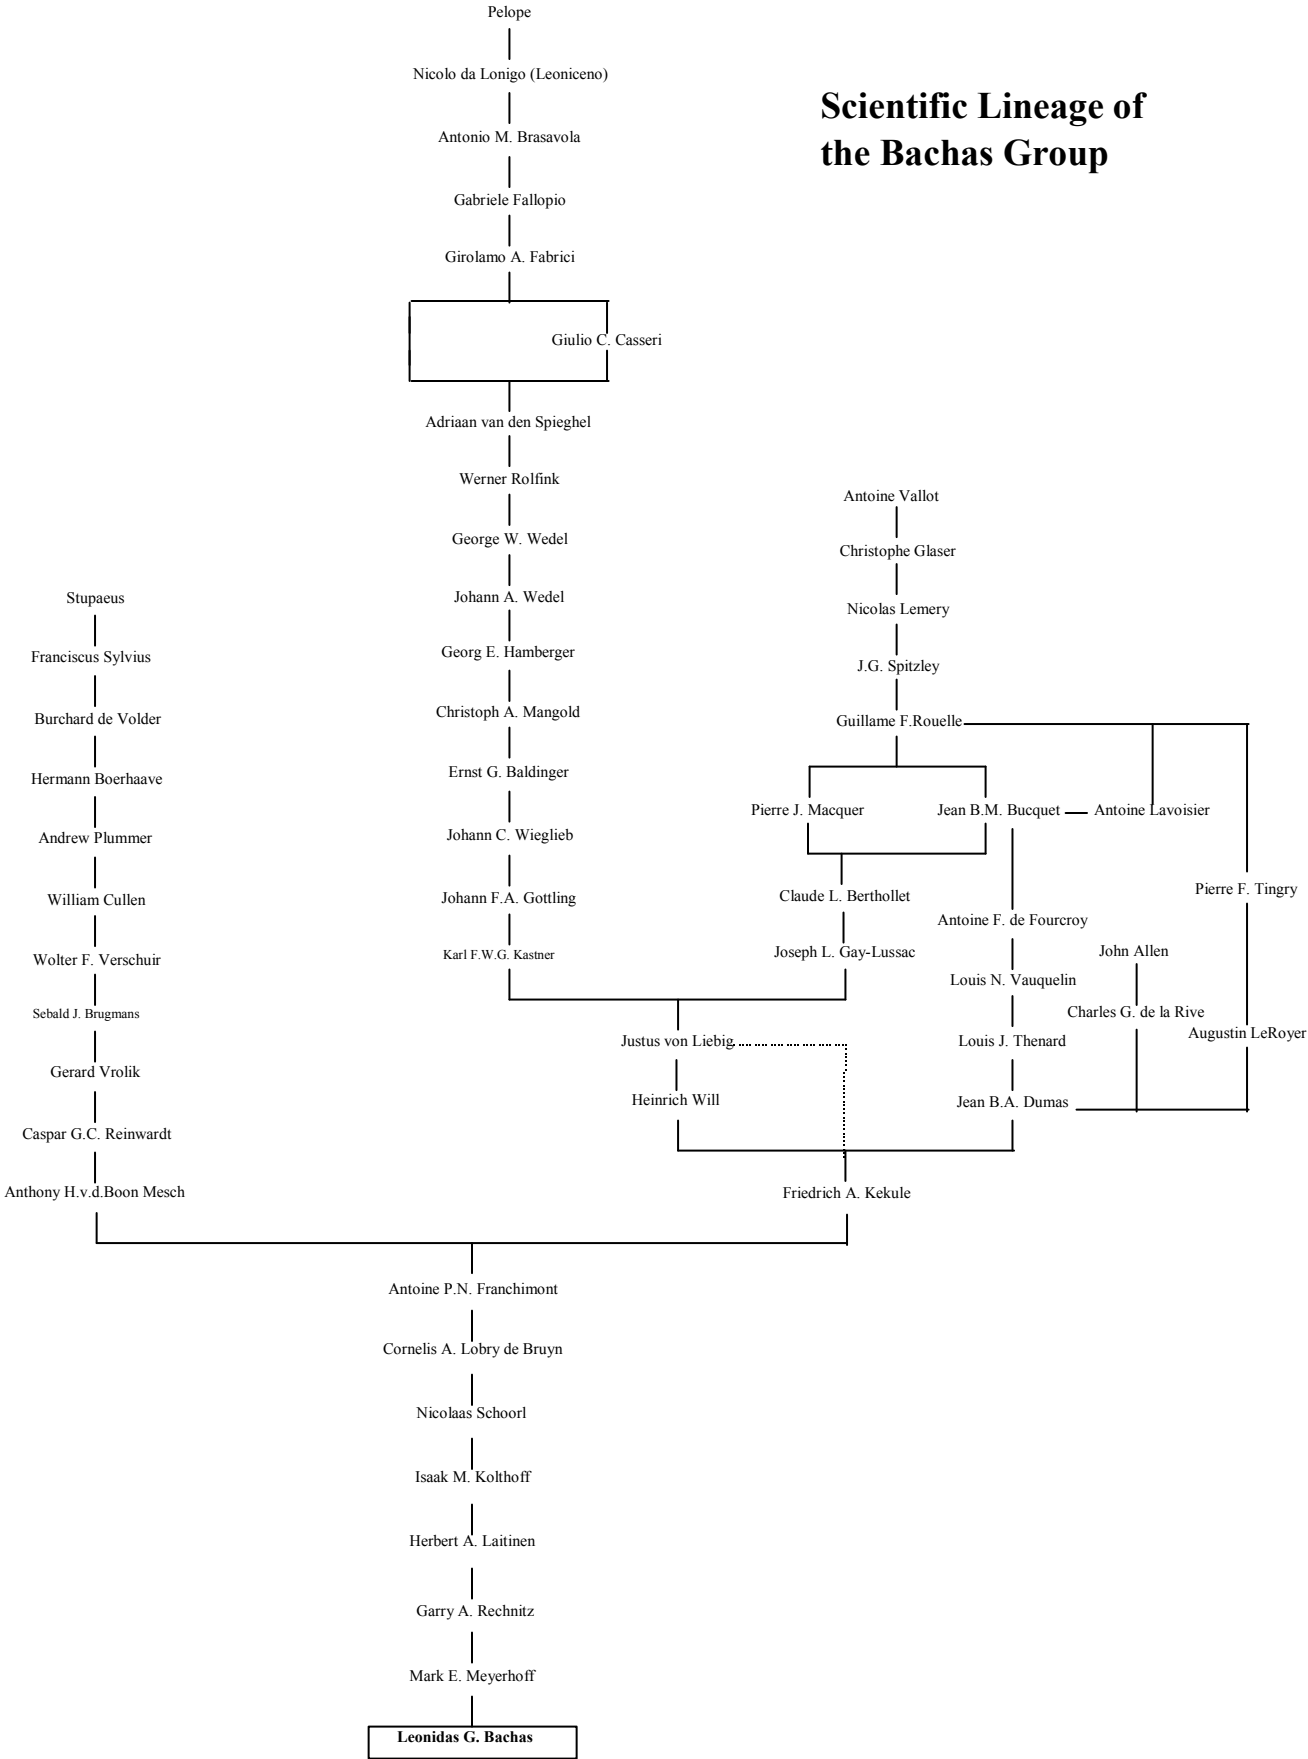 Scientific Lineage of
the Bachas Group
Pelope
Nicolo da Lonigo (Leoniceno)
Antonio M. Brasavola
Gabriele Fallopio
Girolamo A. Fabrici
Giulio C. Casseri
Adriaan van den Spieghel
Werner Rolfink
George W. Wedel
Johann A. Wedel
Georg E. Hamberger
Christoph A. Mangold
Ernst G. Baldinger
Johann C. Wieglieb
Johann F.A. Gottling
Karl F.W.G. Kastner
Antoine Vallot
Christophe Glaser
Nicolas Lemery
J.G. Spitzley
Guillame F.Rouelle
Pierre J. Macquer
Jean B.M. Bucquet
Antoine Lavoisier
Claude L. Berthollet
Joseph L. Gay-Lussac
Antoine F. de Fourcroy
Louis N. Vauquelin
Louis J. Thenard
Jean B.A. Dumas
John Allen
Charles G. de la Rive
Pierre F. Tingry
Augustin LeRoyer
Justus von Liebig
Heinrich Will
Friedrich A. Kekule
Stupaeus
Franciscus Sylvius
Burchard de Volder
Hermann Boerhaave
Andrew Plummer
William Cullen
Wolter F. Verschuir
Sebald J. Brugmans
Gerard Vrolik
Caspar G.C. Reinwardt
Anthony H.v.d.Boon Mesch
Antoine P.N. Franchimont
Cornelis A. Lobry de Bruyn
Nicolaas Schoorl
Isaak M. Kolthoff
Herbert A. Laitinen
Garry A. Rechnitz
Mark E. Meyerhoff
Leonidas G. Bachas